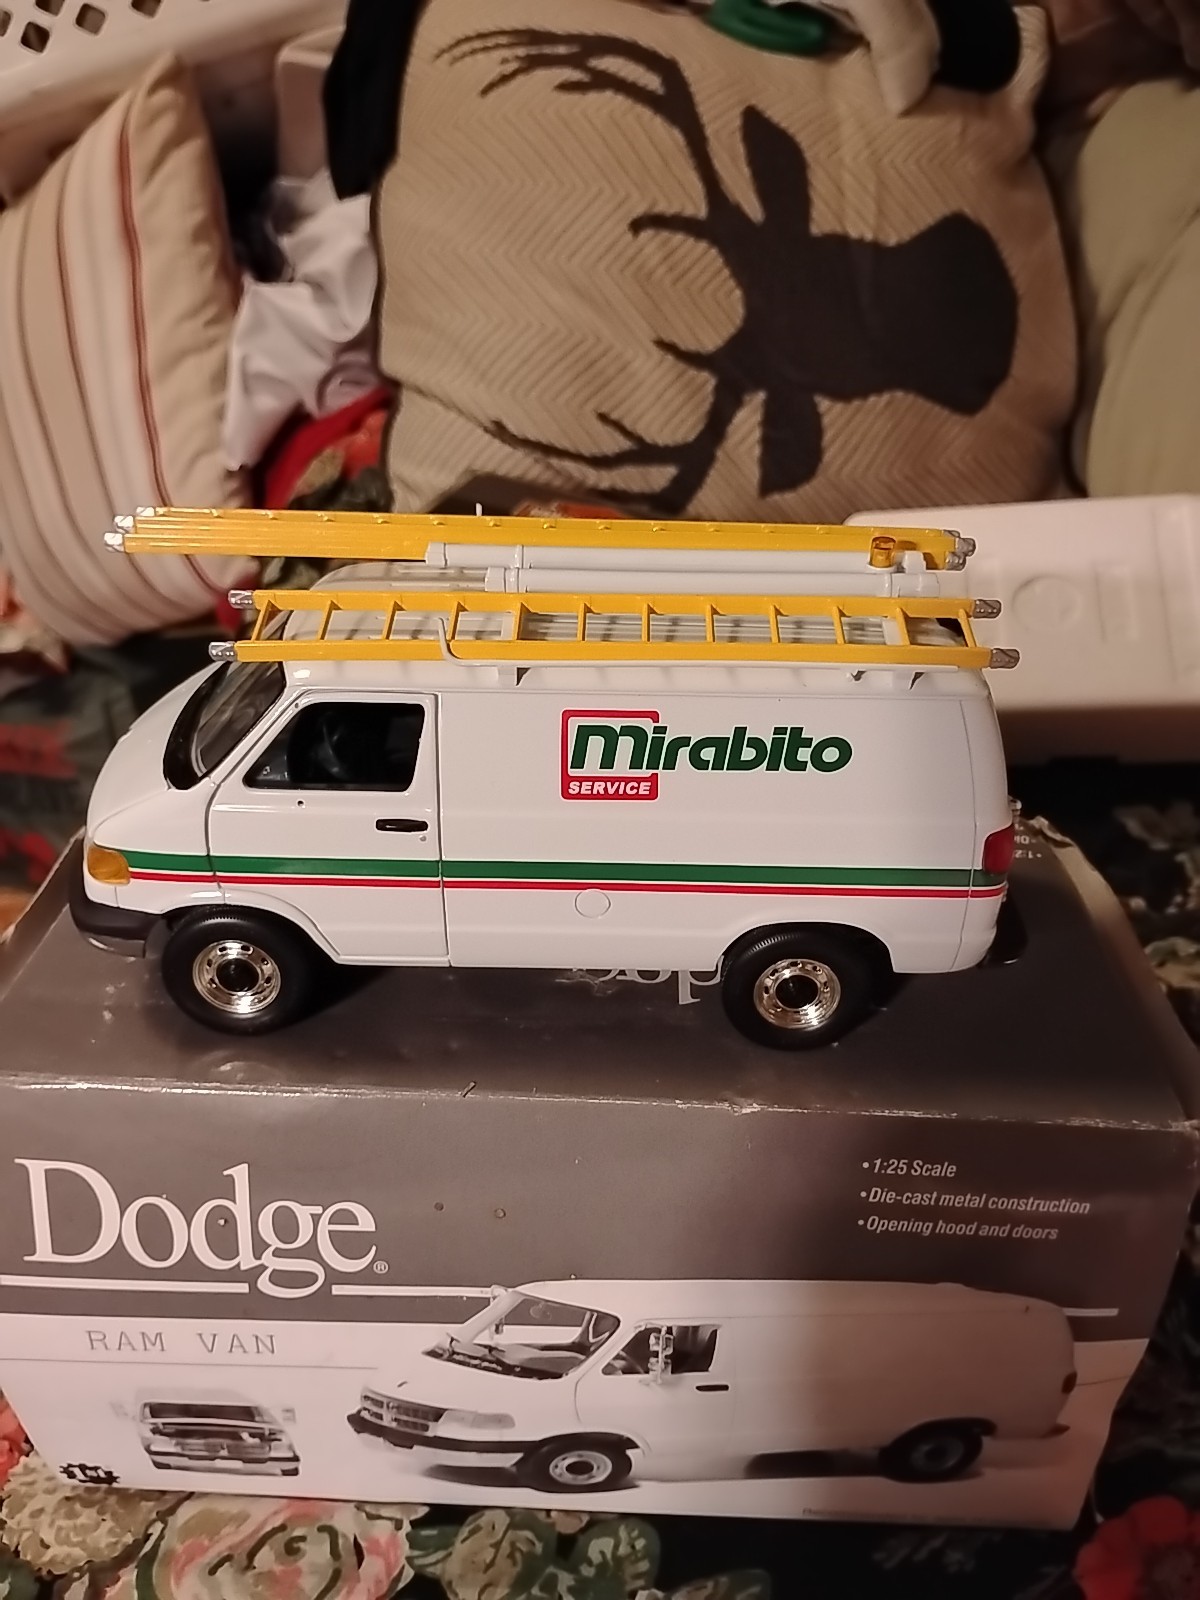 Mirabito
SERVICE
Dodge®
RAM VAN
•1:25 Scale
•Die-cast metal construction
•Opening hood and doors